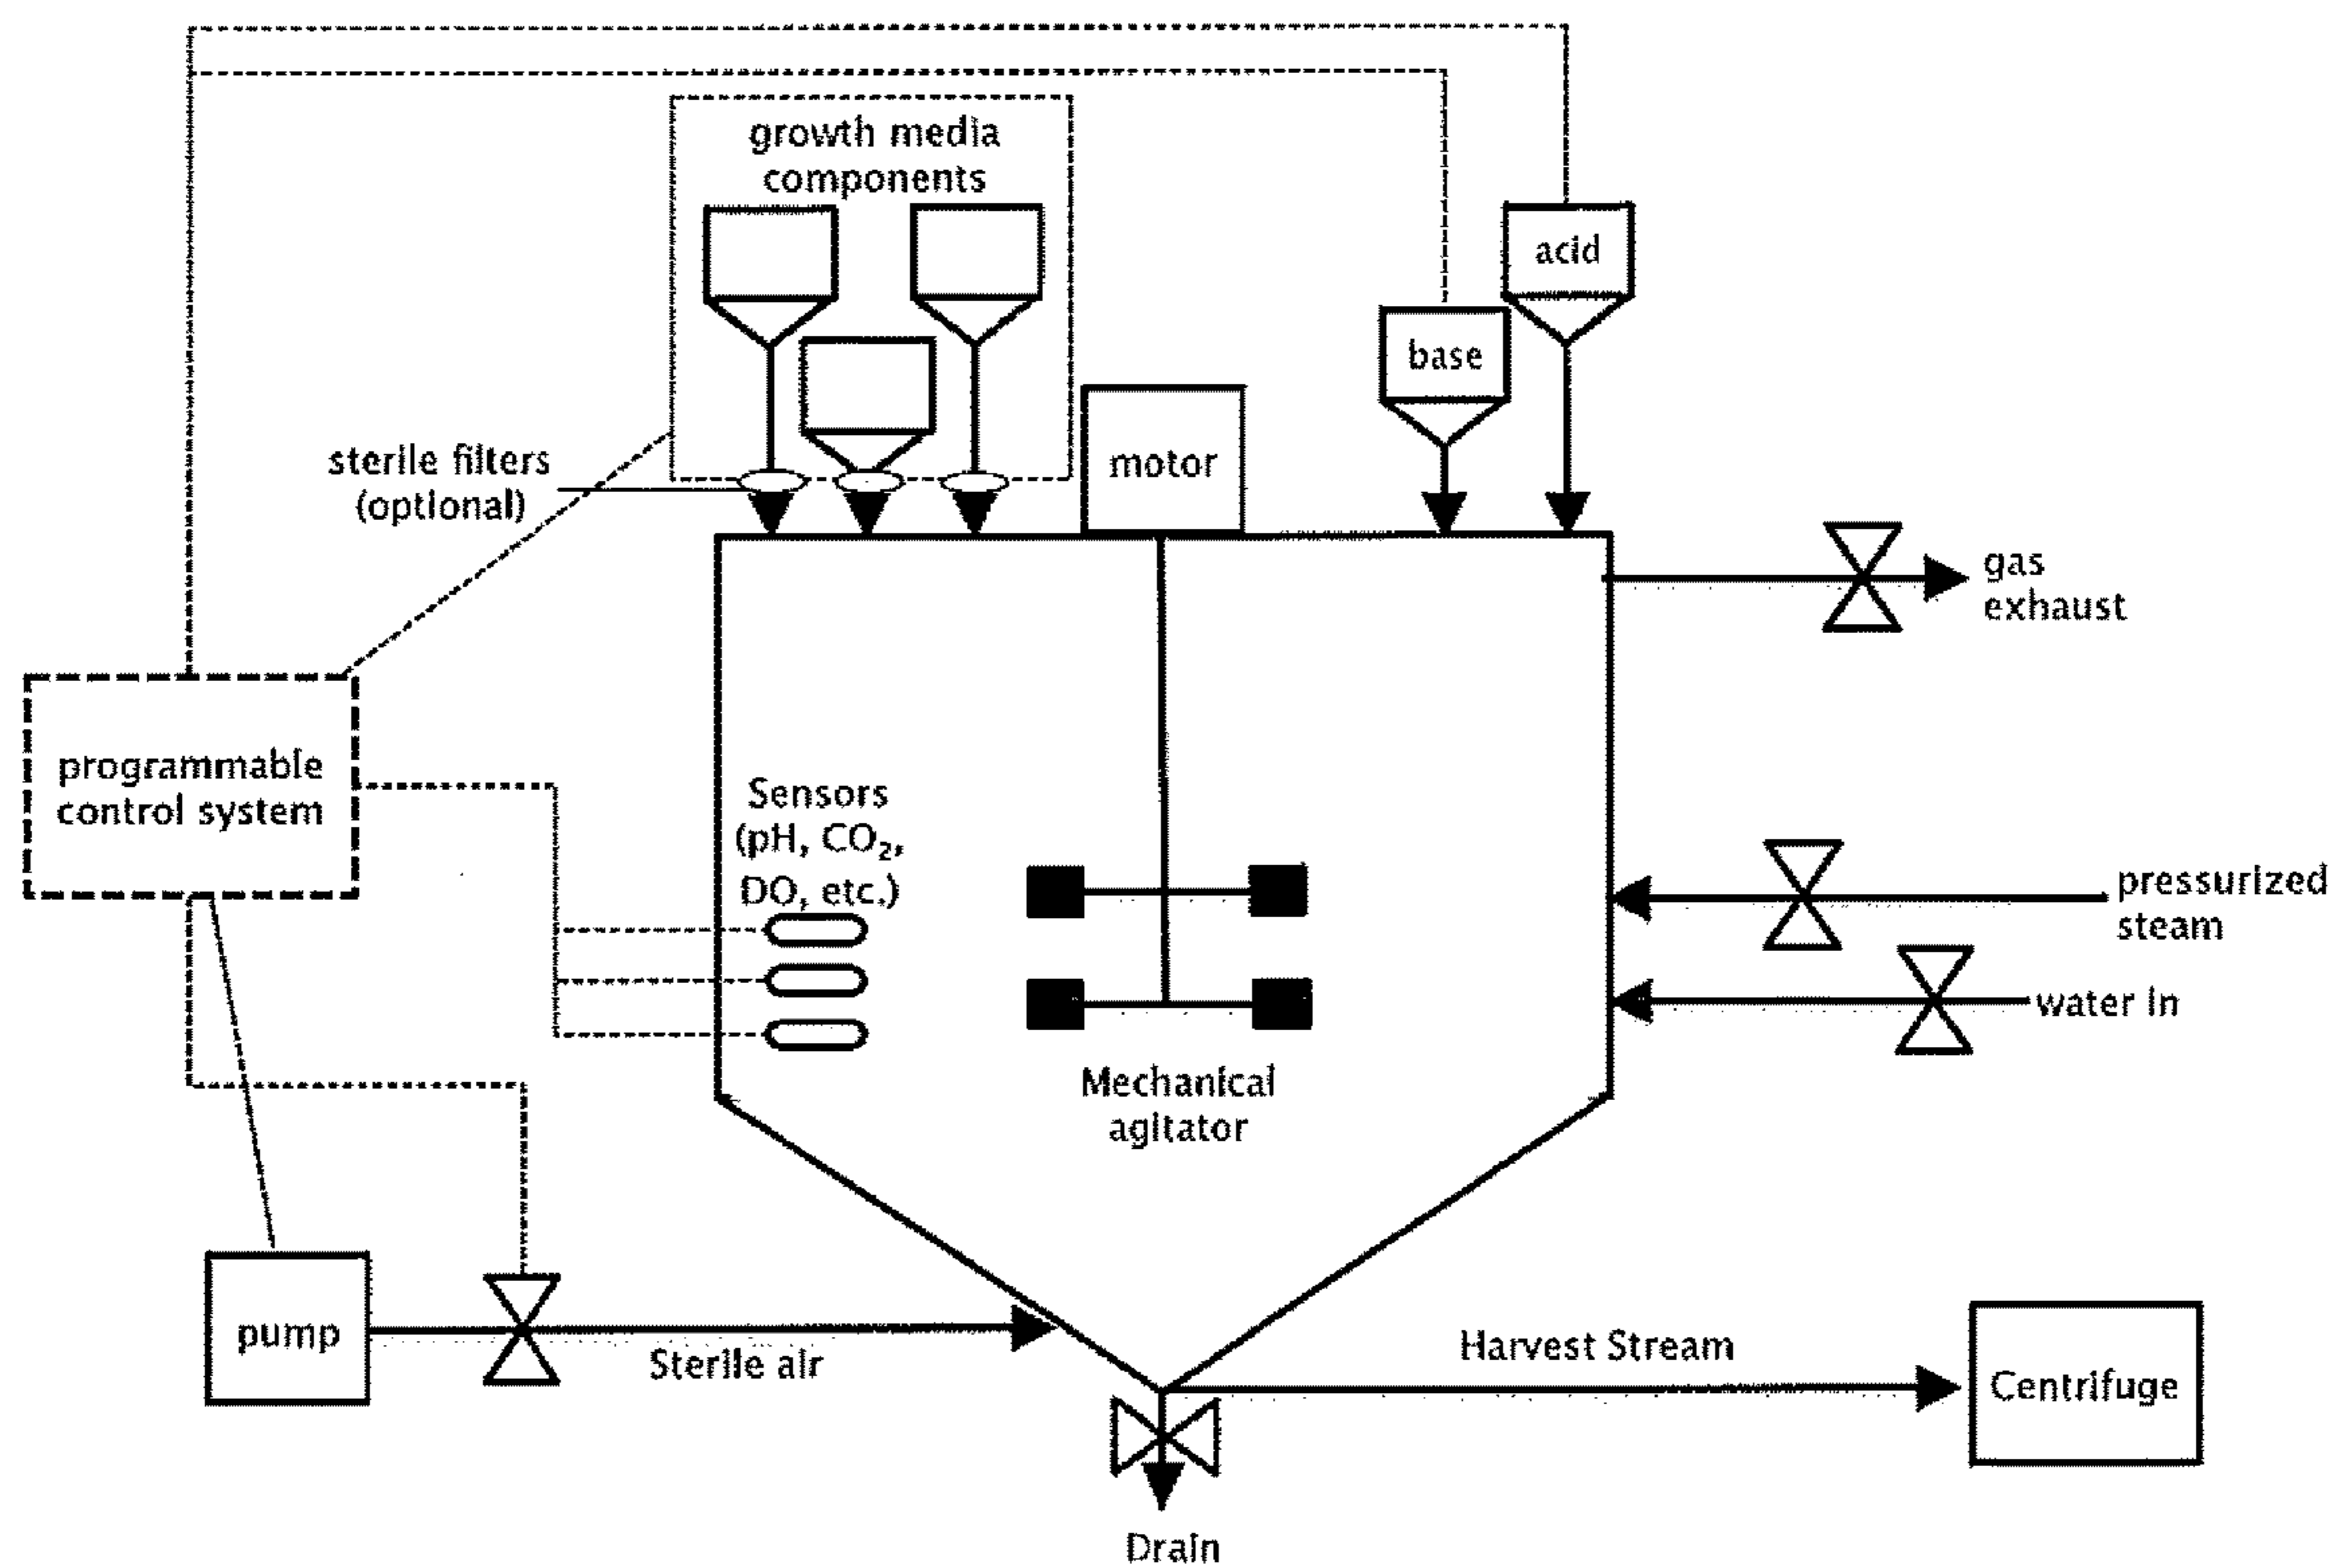 growth media
components
acid
base
motor
sterile filters
(optional)
gas
exhaust
programmable
control system
Sensors
(pH, CO₂,
DO, etc.)
pressurized
steam
water in
Mechanical
agitator
pump
Sterile air
Harvest Stream
Centrifuge
Drain